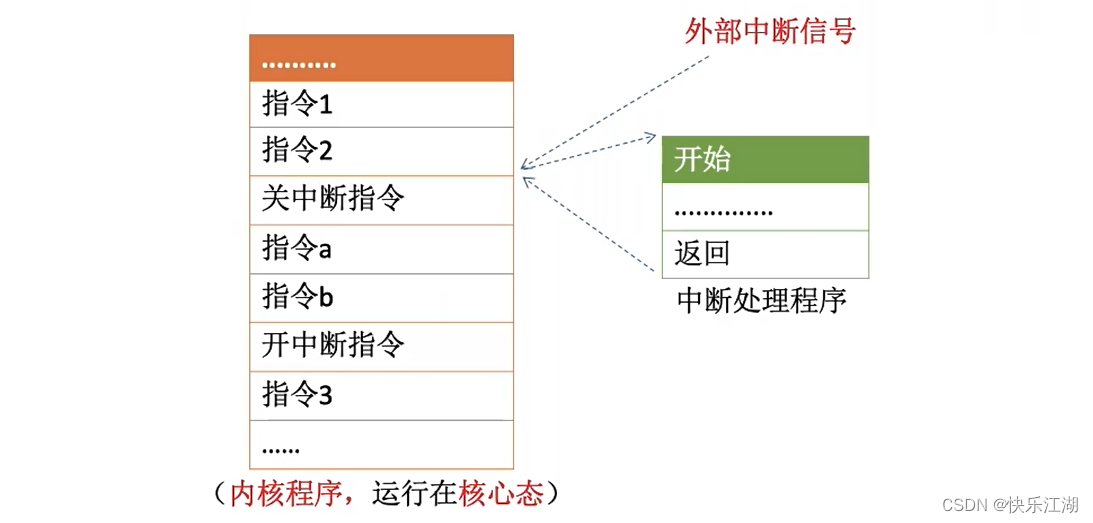 外部中断信号
..........
指令1
指令2
关中断指令
指令a
指令b
开中断指令
指令3
......
（内核程序，运行在核心态）
开始
..............
返回
中断处理程序
CSDN @快乐江湖